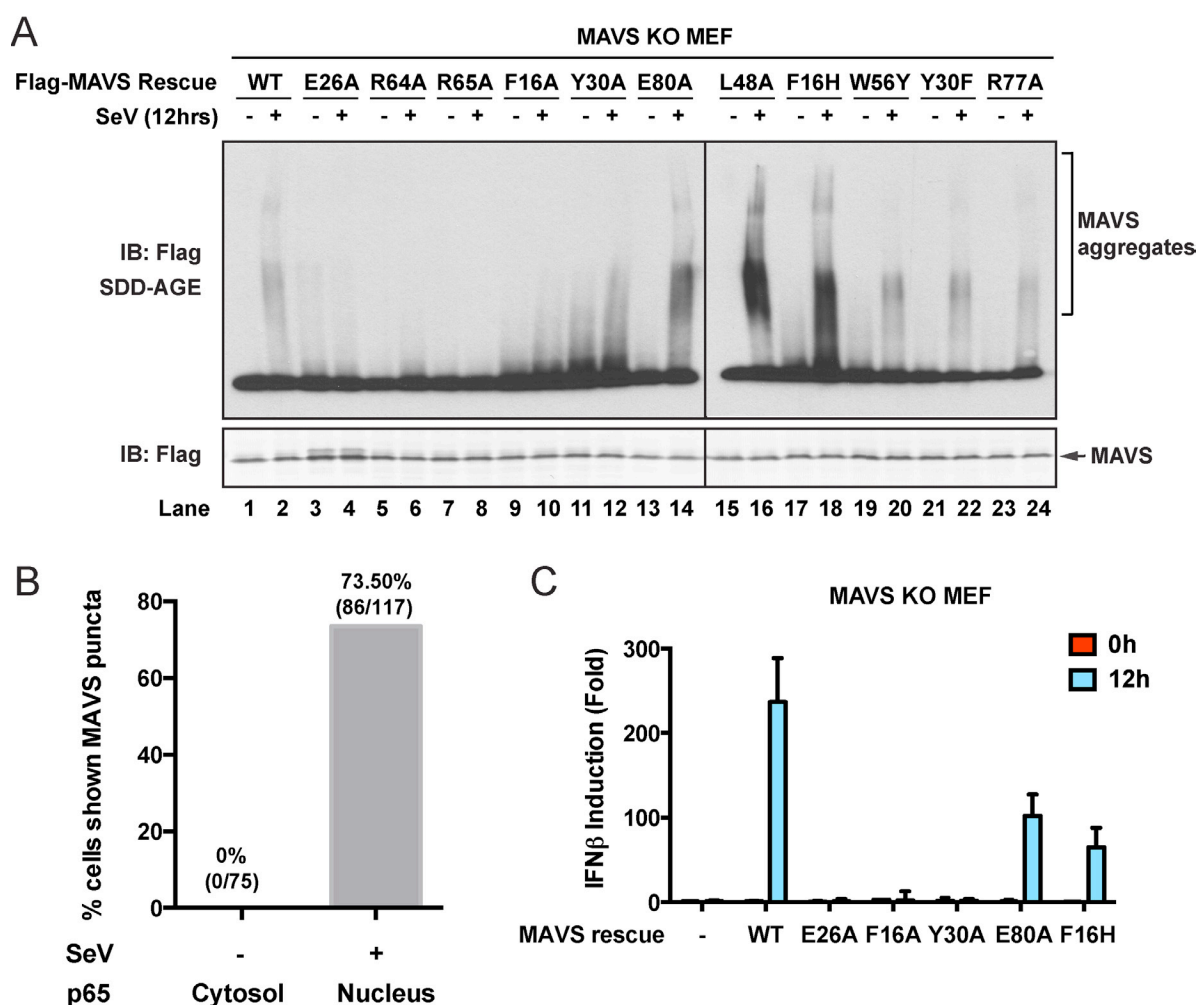 A
MAVS KO MEF
Flag-MAVS Rescue WT E26A R64A R65A F16A Y30A E80A L48A F16H W56Y Y30F R77A
SeV (12hrs) - + - + - + - + - + - + - + - + - + - + - + - +
IB: Flag
SDD-AGE
MAVS
aggregates
IB: Flag
MAVS
Lane 1 2 3 4 5 6 7 8 9 10 11 12 13 14 15 16 17 18 19 20 21 22 23 24
B
% cells shown MAVS puncta
80
60
40
20
0
73.50%
(86/117)
0%
(0/75)
SeV - +
p65 Cytosol Nucleus
C
MAVS KO MEF
0h
12h
IFNβ Induction (Fold)
300
200
100
0
MAVS rescue - WT E26A F16A Y30A E80A F16H